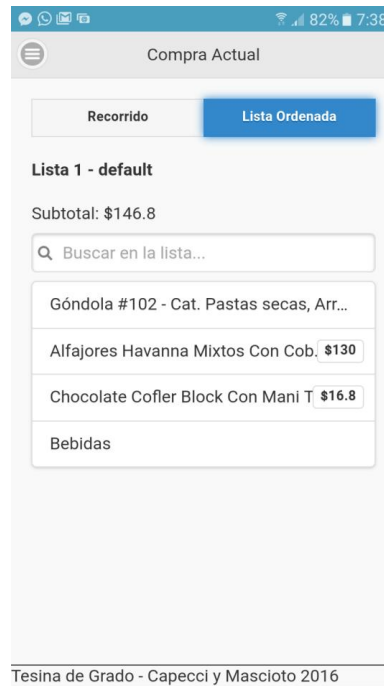 82% 7:38
Compra Actual
Recorrido Lista Ordenada
Lista 1 - default
Subtotal: $146.8
Buscar en la lista...
Góndola #102 - Cat. Pastas secas, Arr...
Alfajores Havanna Mixtos Con Cob. $130
Chocolate Cofler Block Con Mani T $16.8
Bebidas
Tesina de Grado - Capecci y Mascioto 2016